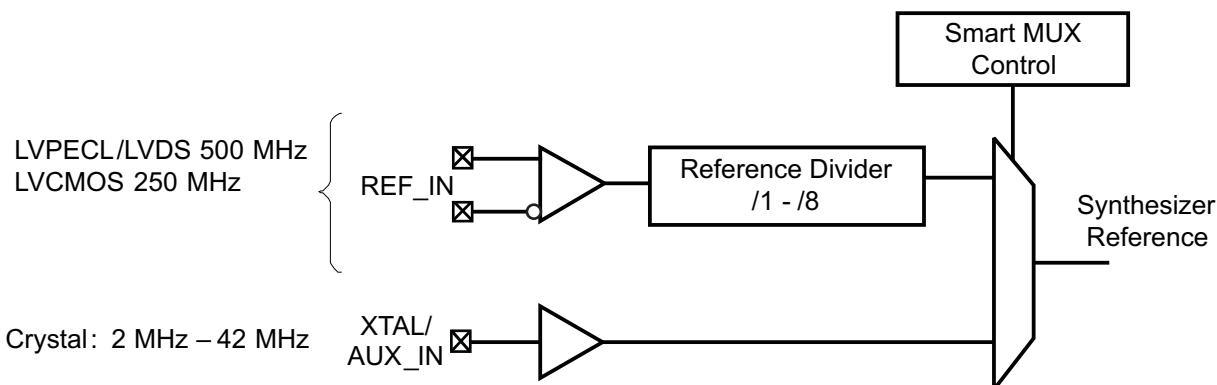 Smart MUX
Control
LVPECL/LVDS 500 MHz
LVCMOS 250 MHz
REF_IN
Reference Divider
/1 - /8
Synthesizer
Reference
Crystal: 2 MHz – 42 MHz
XTAL/
AUX_IN